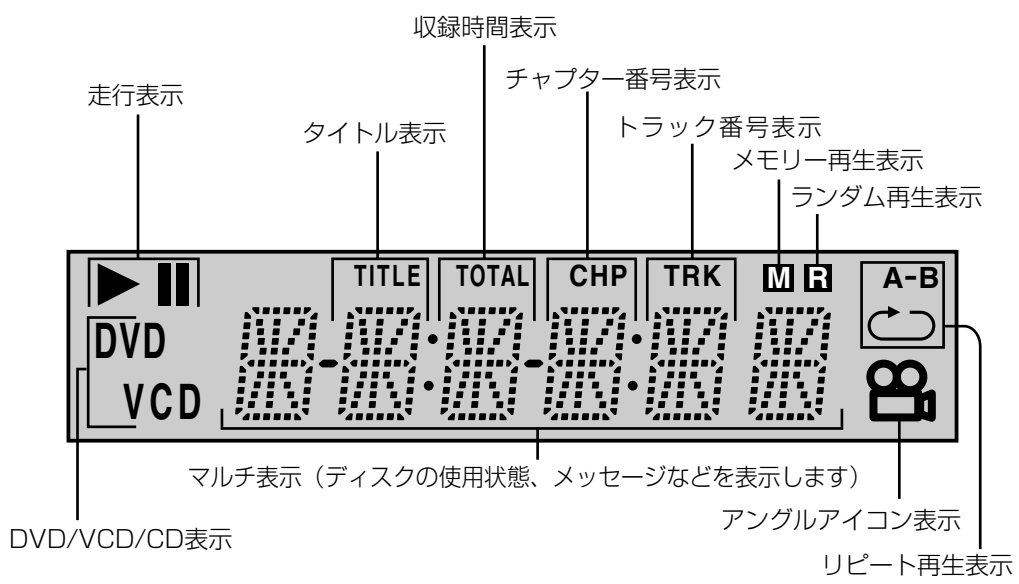 収録時間表示
チャプター番号表示
走行表示
タイトル表示
トラック番号表示
メモリー再生表示
ランダム再生表示
TITLE TOTAL CHP TRK M R A-B
DVD
VCD
マルチ表示（ディスクの使用状態、メッセージなどを表示します）
アングルアイコン表示
DVD/VCD/CD表示
リピート再生表示